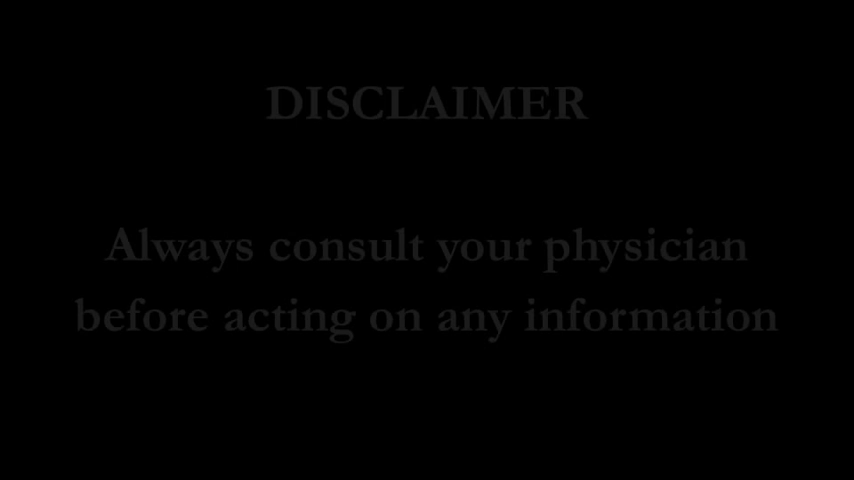 DISCLAIMER
Always consult your physician
before acting on any information